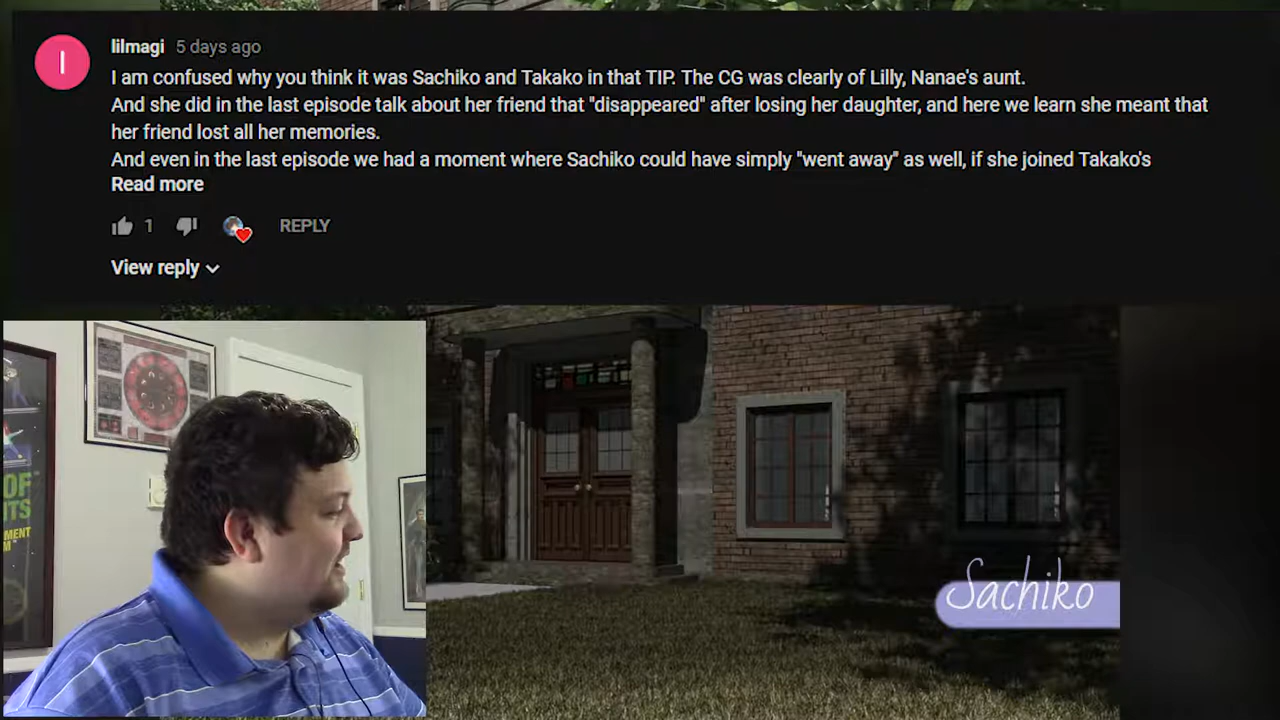 lilmagi 5 days ago
I am confused why you think it was Sachiko and Takako in that TIP. The CG was clearly of Lilly, Nanae's aunt.
And she did in the last episode talk about her friend that "disappeared" after losing her daughter, and here we learn she meant that
her friend lost all her memories.
And even in the last episode we had a moment where Sachiko could have simply "went away" as well, if she joined Takako's
Read more
1 REPLY
View reply
I
OF
Sachiko